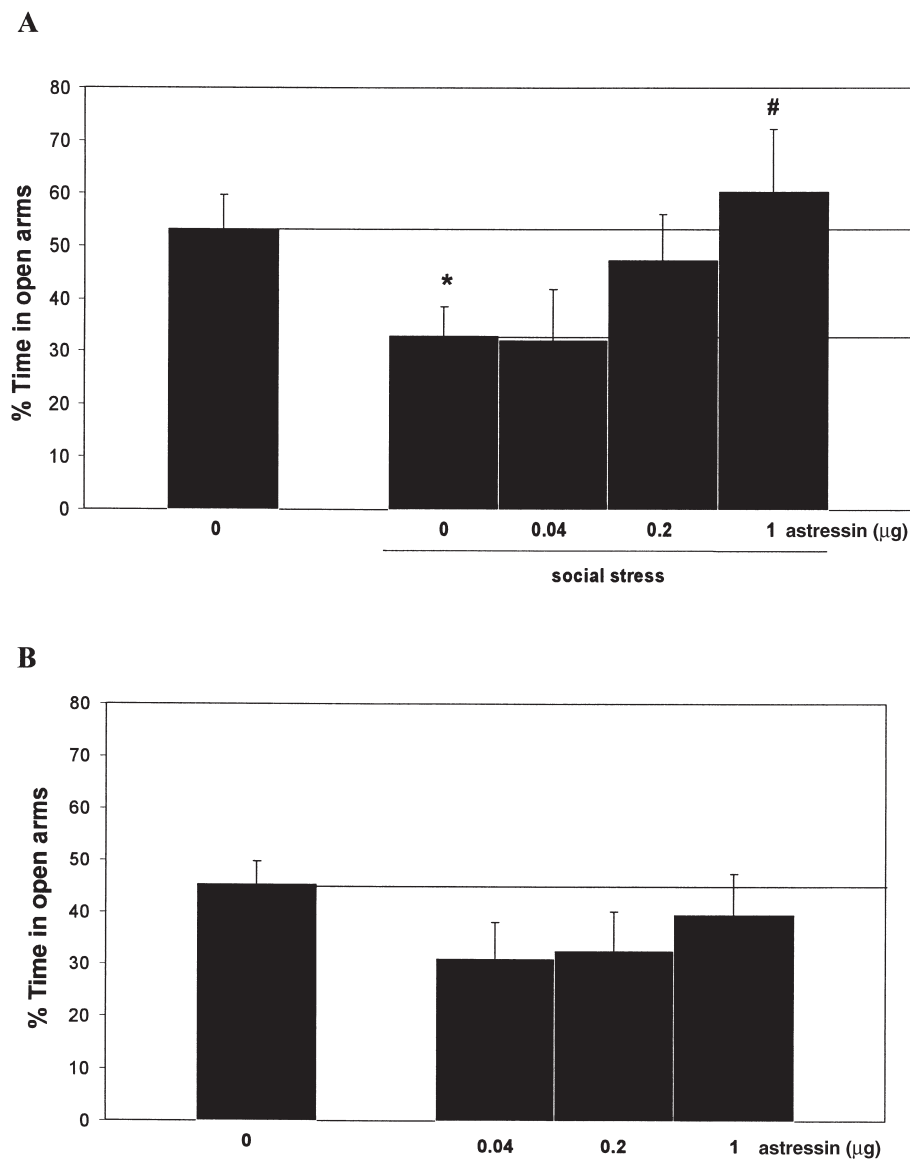 A
% Time in open arms
80
70
60
50
40
30
20
10
0
*
#
0 0 0.04 0.2 1 astressin (μg)
social stress
B
% Time in open arms
80
70
60
50
40
30
20
10
0
0 0.04 0.2 1 astressin (μg)